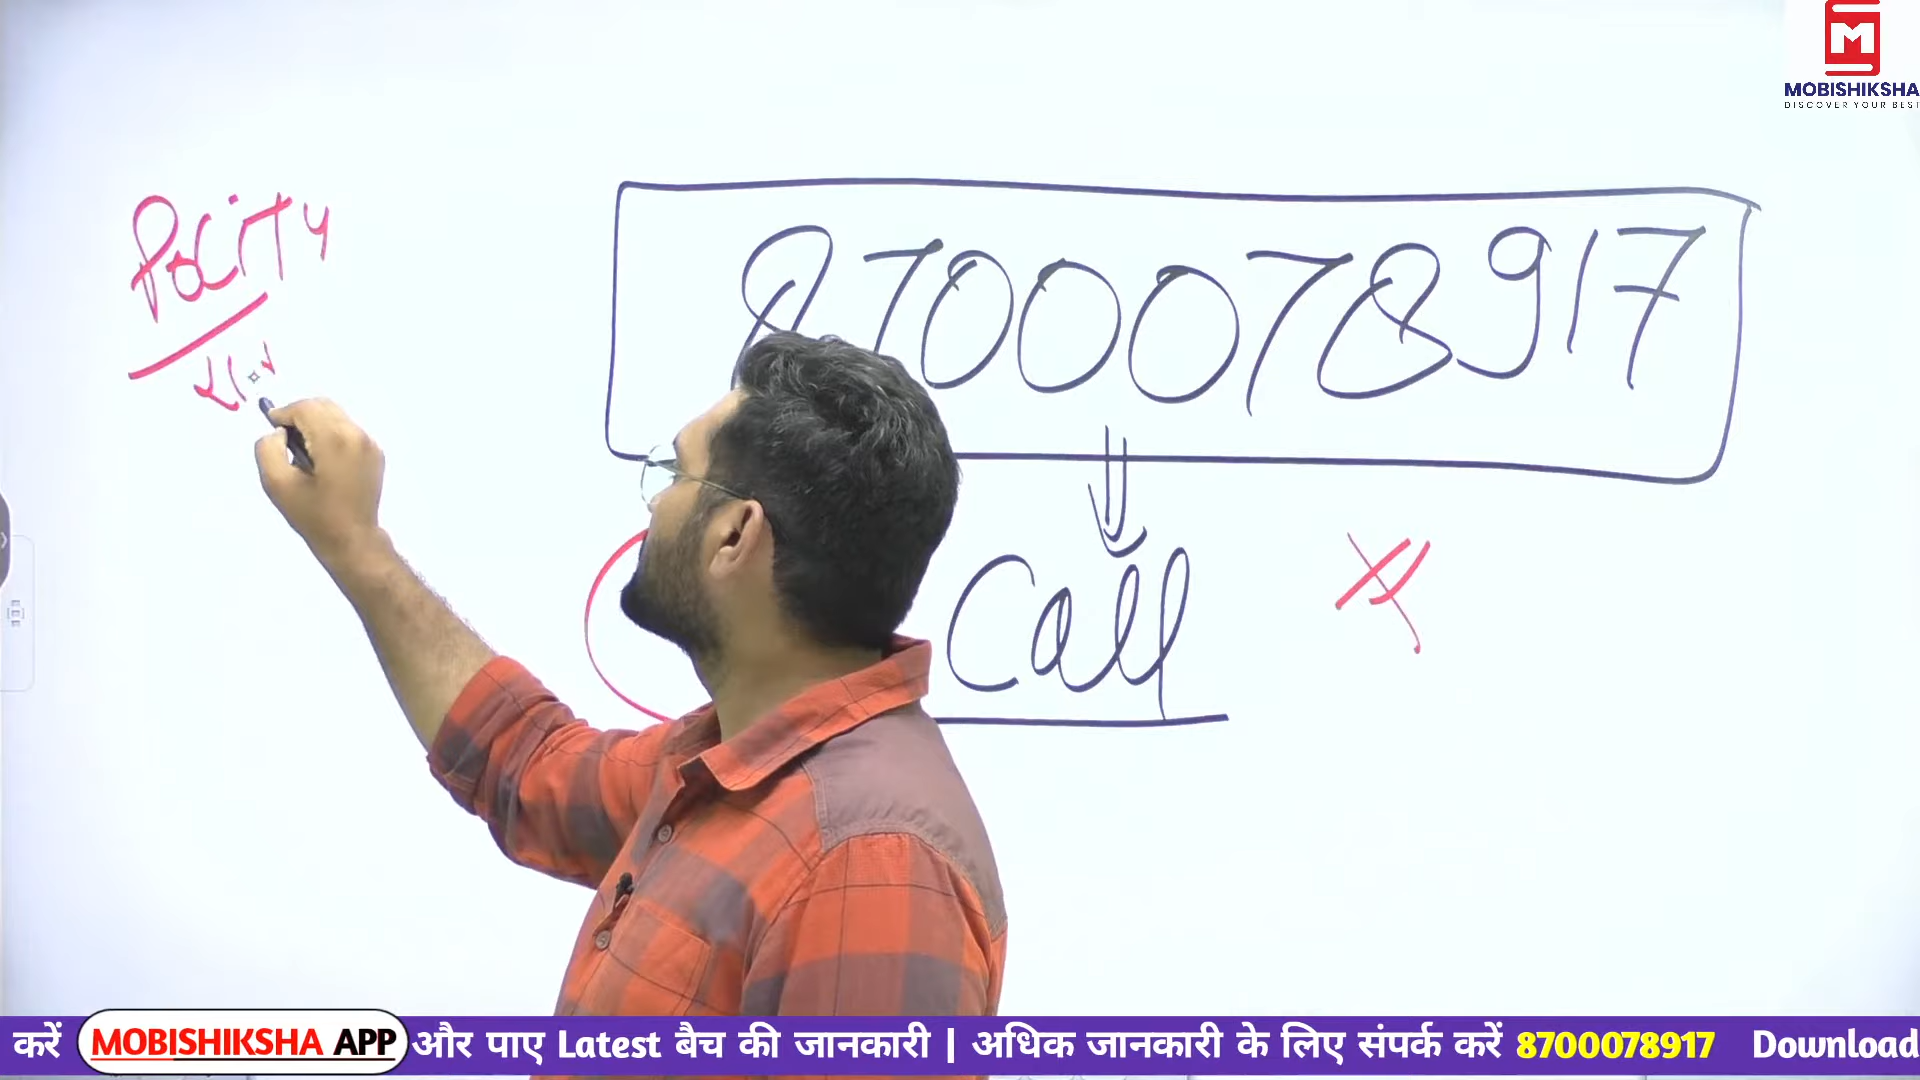 MOBISHIKSHA
DISCOVER YOUR BEST
POLITY
8700078917
Call
करें MOBISHIKSHA APP और पाए Latest बैच की जानकारी | अधिक जानकारी के लिए संपर्क करें 8700078917 Download